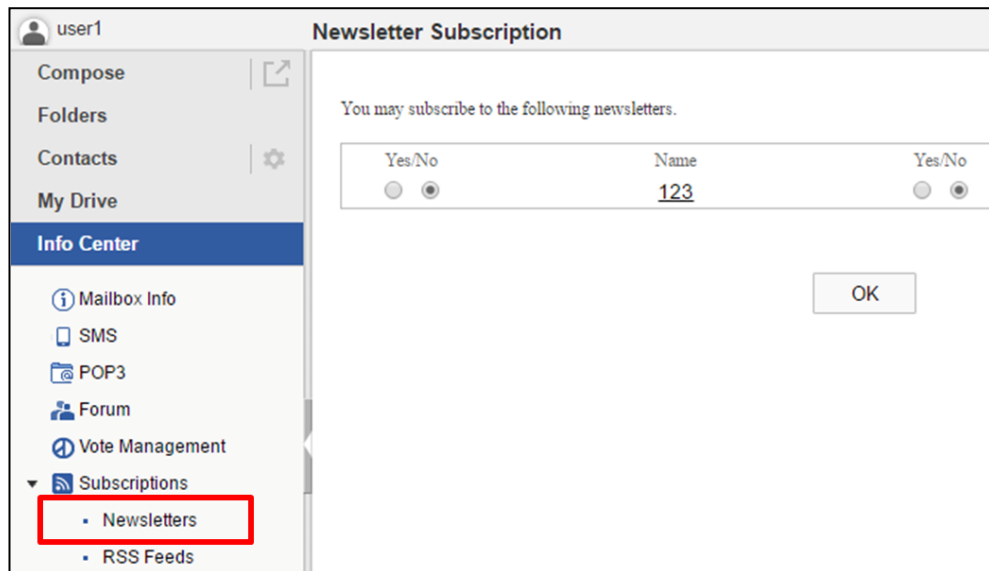 user1
Newsletter Subscription
Compose
Folders
Contacts
My Drive
Info Center
Mailbox Info
SMS
POP3
Forum
Vote Management
Subscriptions
Newsletters
RSS Feeds
You may subscribe to the following newsletters.
Yes/No Name Yes/No
123
OK